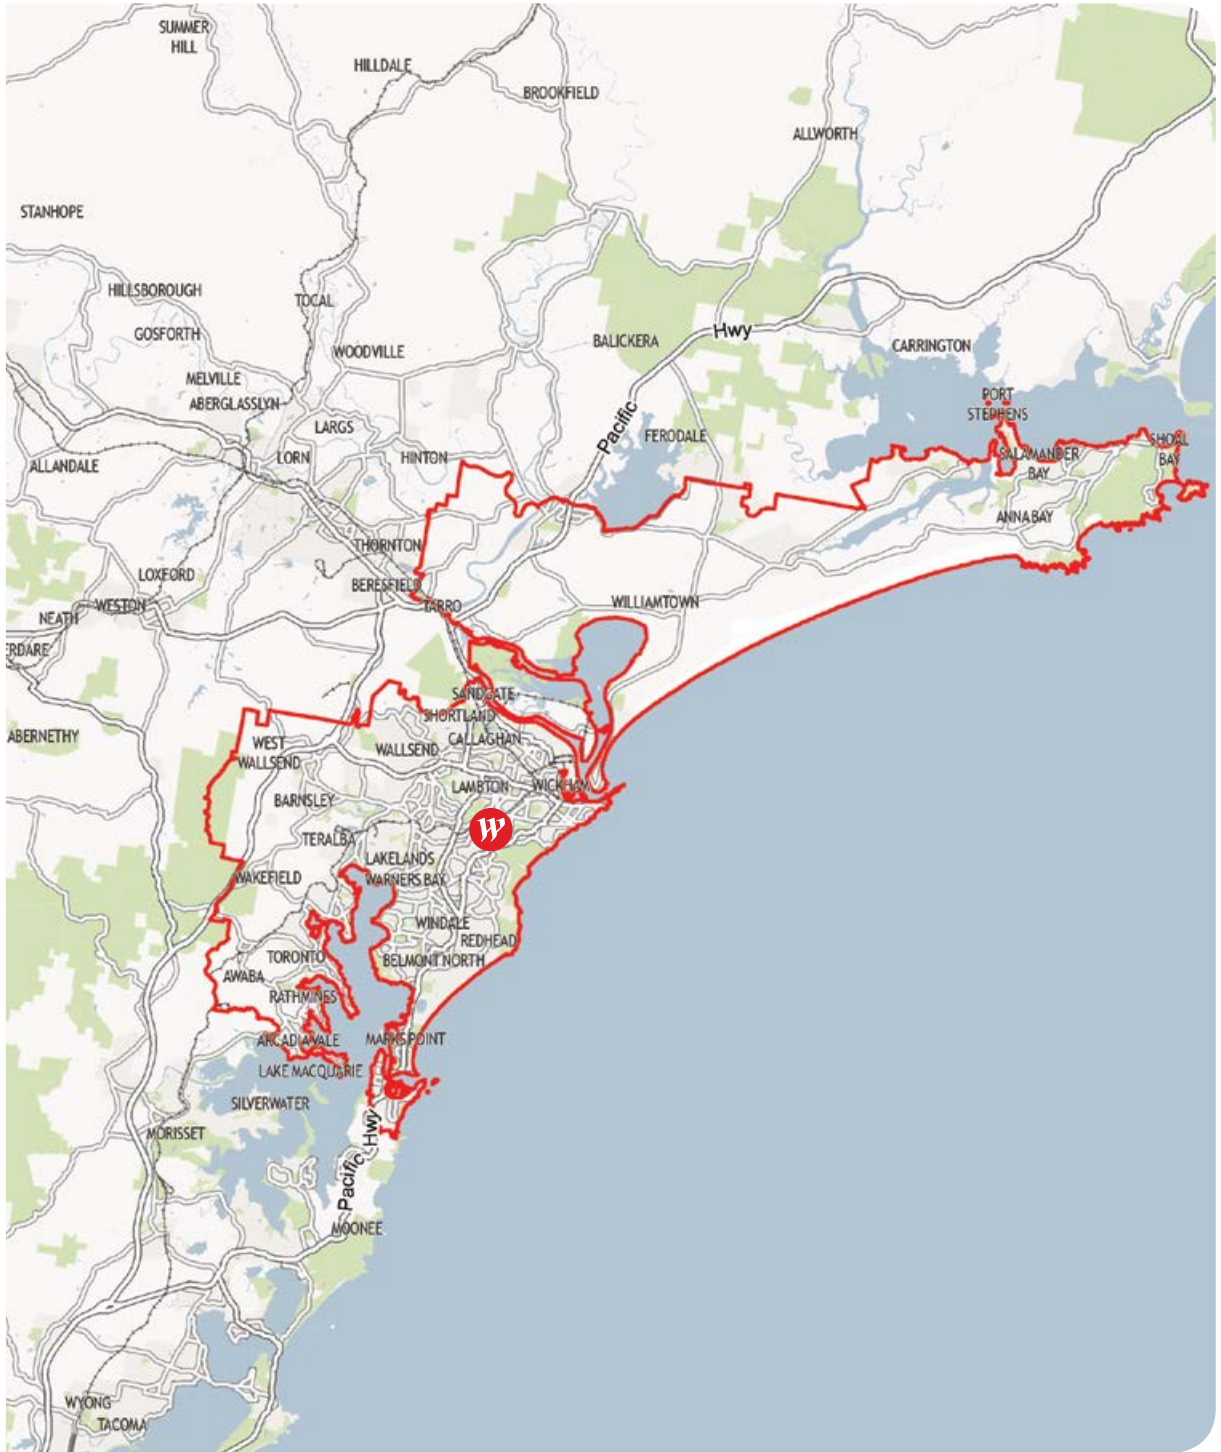 SUMMER
HILL
HILLDALE
BROOKFIELD
ALLWORTH
STANHOPE
HILLSBOROUGH
TOCAL
GOSFORTH
Hwy
BALICKERA
CARRINGTON
WOODVILLE
MELVILLE
ABERGLASSLYN
PORT
STEPHENS
LARGS
Pacific
FERODALE
SHOAL
BAY
LORN
HINTON
SALAMANDER
BAY
ALLANDALE
ANNA BAY
THORNTON
LOXFORD
BERESFIELD
WESTON
TARRO
WILLIAMTOWN
NEATH
ERDARE
SANDGATE
SHORTLAND
ABERNETHY
WEST
WALLSEND
WALLSEND
CALLAGHAN
LAMBTON
WICKHAM
BARNSLEY
W
TERALBA
LAKELANDS
WAKEFIELD
WARNERS BAY
WINDALE
REDHEAD
TORONTO
BELMONT NORTH
AWABA
RATHMINES
ARCADIA VALE
MARKS POINT
LAKE MACQUARIE
SILVERWATER
MORISSET
Pacific Hwy
MOONEE
WYONG
TACOMA